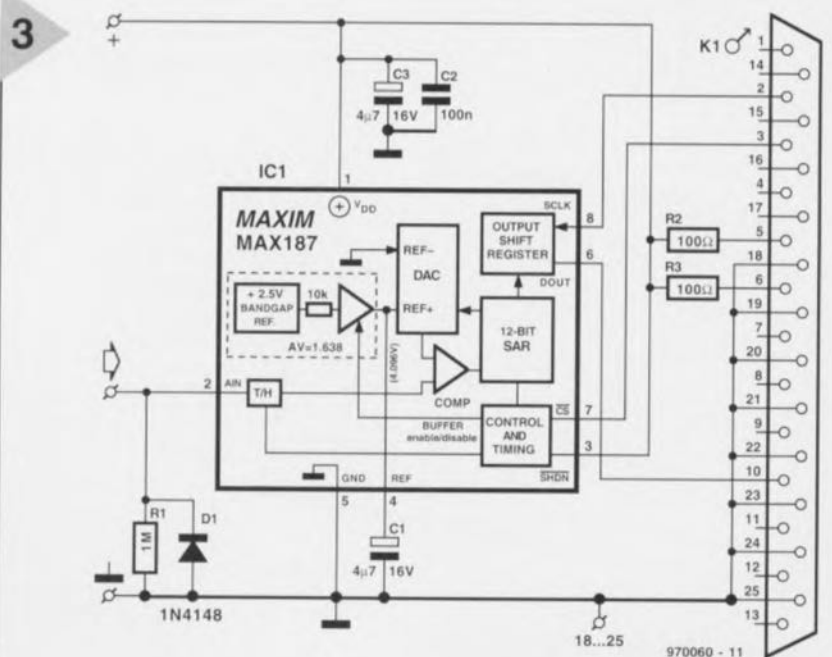 3
+
K1
1
14
2
15
3
16
4
17
5
18
6
19
7
20
8
21
9
22
10
23
11
24
12
25
13
C3
4µ7 16V
C2
100n
IC1
1
VDD
MAXIM
MAX187
REF−
DAC
REF+
OUTPUT
SHIFT
REGISTER
SCLK
8
6
DOUT
R2
100Ω
R3
100Ω
+ 2.5V
BANDGAP
REF.
10k
AV=1.638
(4.096V)
12-BIT
SAR
2
AIN
T/H
COMP
BUFFER
enable/disable
CONTROL
AND
TIMING
CS
7
3
SHDN
GND
REF
5
4
R1
1M
D1
1N4148
C1
4µ7 16V
18...25
970060 - 11